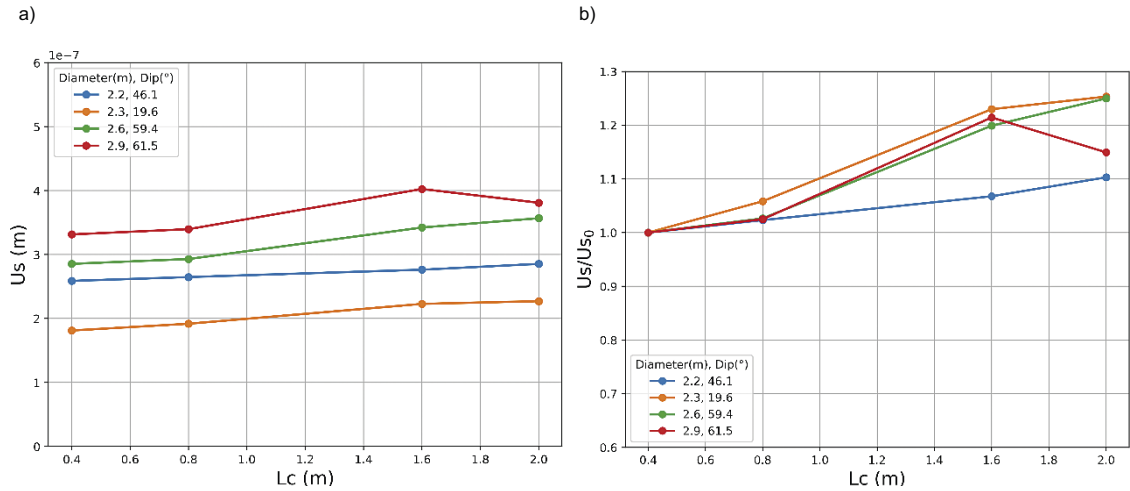 a)
1e−7
Us (m)
6
5
4
3
2
1
0
Diameter(m), Dip(°)
2.2, 46.1
2.3, 19.6
2.6, 59.4
2.9, 61.5
0.4 0.6 0.8 1.0 1.2 1.4 1.6 1.8 2.0
Lc (m)
b)
Us/Us₀
1.3
1.2
1.1
1.0
0.9
0.8
0.7
0.6
Diameter(m), Dip(°)
2.2, 46.1
2.3, 19.6
2.6, 59.4
2.9, 61.5
0.4 0.6 0.8 1.0 1.2 1.4 1.6 1.8 2.0
Lc (m)